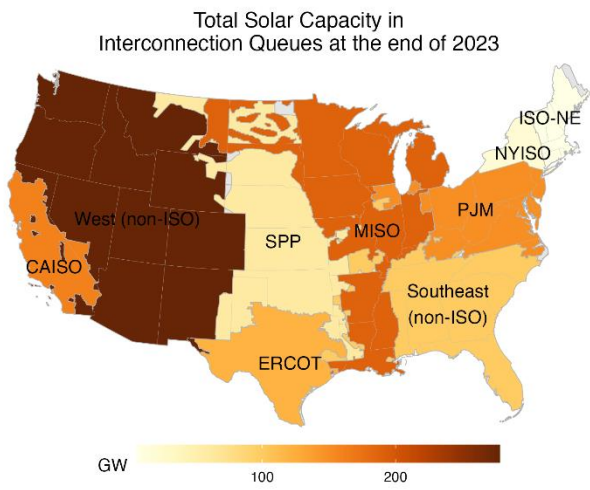 Total Solar Capacity in
Interconnection Queues at the end of 2023
ISO-NE
NYISO
West (non-ISO)
PJM
MISO
SPP
CAISO
Southeast
(non-ISO)
ERCOT
GW
100
200